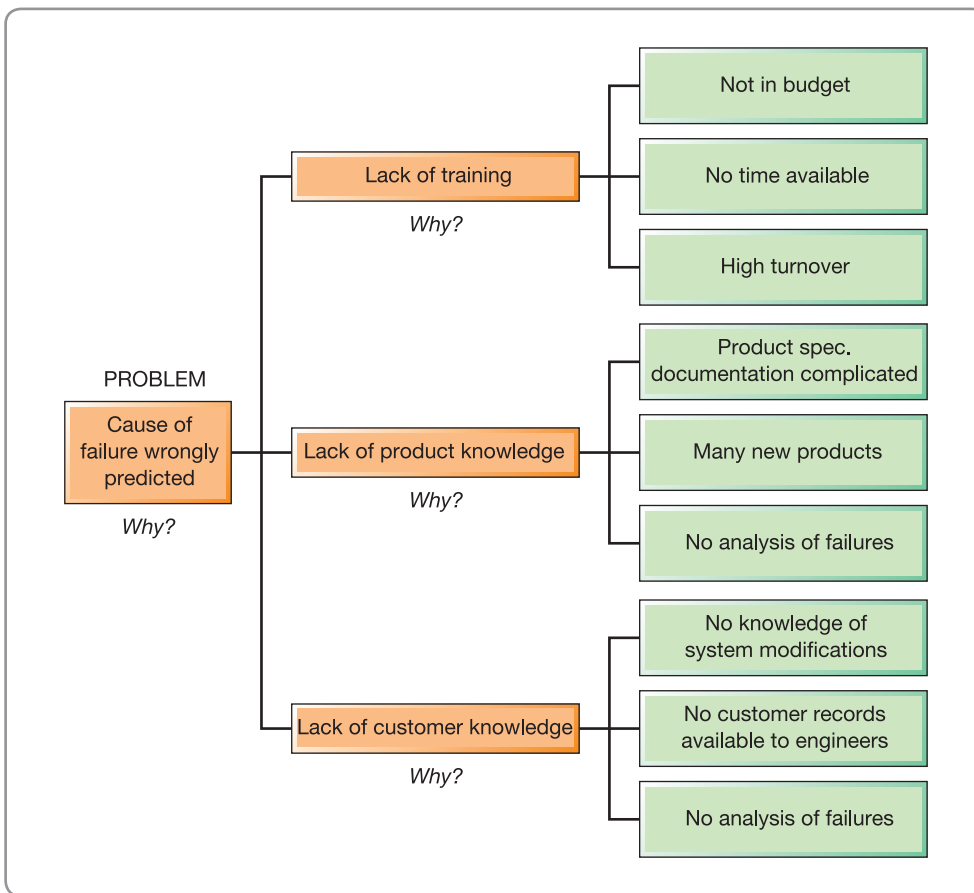 PROBLEM
Cause of
failure wrongly
predicted
Why?
Lack of training
Why?
Not in budget
No time available
High turnover
Lack of product knowledge
Why?
Product spec.
documentation complicated
Many new products
No analysis of failures
Lack of customer knowledge
Why?
No knowledge of
system modifications
No customer records
available to engineers
No analysis of failures